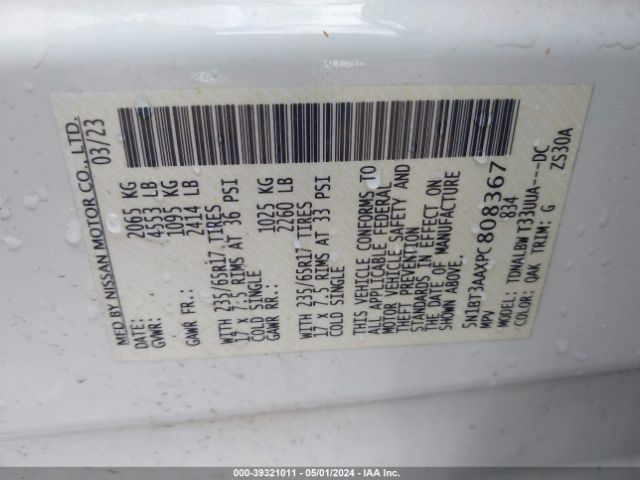 MFD BY NISSAN MOTOR CO., LTD.
DATE: 03/23
GVWR: 2065 KG
4553 LB
GAWR FR.: 1095 KG
2414 LB
WITH 235/65R17 TIRES
17 X 7.5 RIMS AT 36 PSI
COLD SINGLE
GAWR RR: 1025 KG
2260 LB
WITH 235/65R17 TIRES
17 X 7.5 RIMS AT 33 PSI
COLD SINGLE
THIS VEHICLE CONFORMS TO
ALL APPLICABLE FEDERAL
MOTOR VEHICLE SAFETY AND
THEFT PREVENTION
STANDARDS IN EFFECT ON
THE DATE OF MANUFACTURE
SHOWN ABOVE.
5N1BT3AAXPC808367
MPV 834
MODEL: TDNALBWT33UUA----DC
COLOR: QAK TRIM: G ZS30A
000-39321011 - 05/01/2024 - IAA Inc.